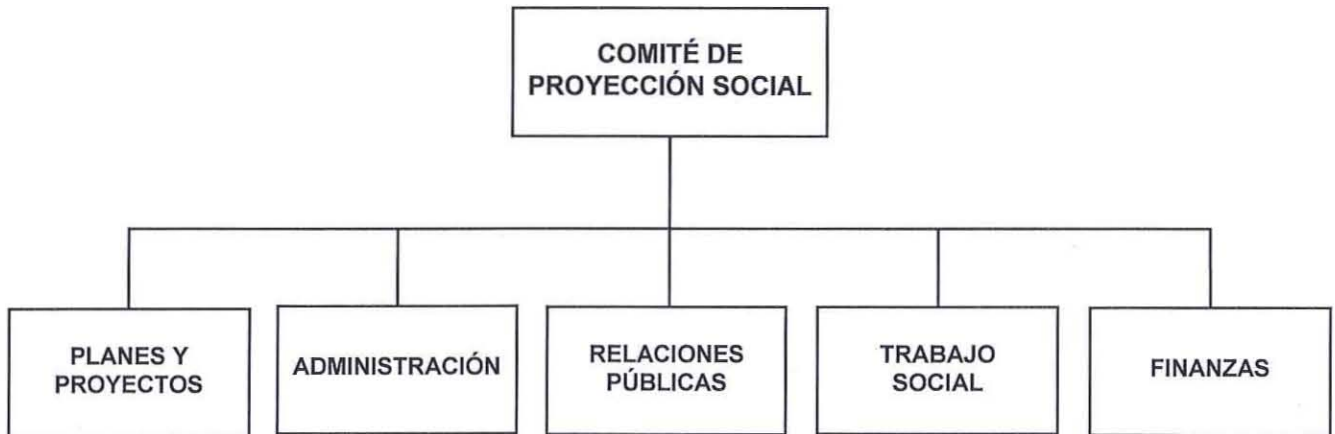 COMITÉ DE
PROYECCIÓN SOCIAL
PLANES Y
PROYECTOS
ADMINISTRACIÓN
RELACIONES
PÚBLICAS
TRABAJO
SOCIAL
FINANZAS